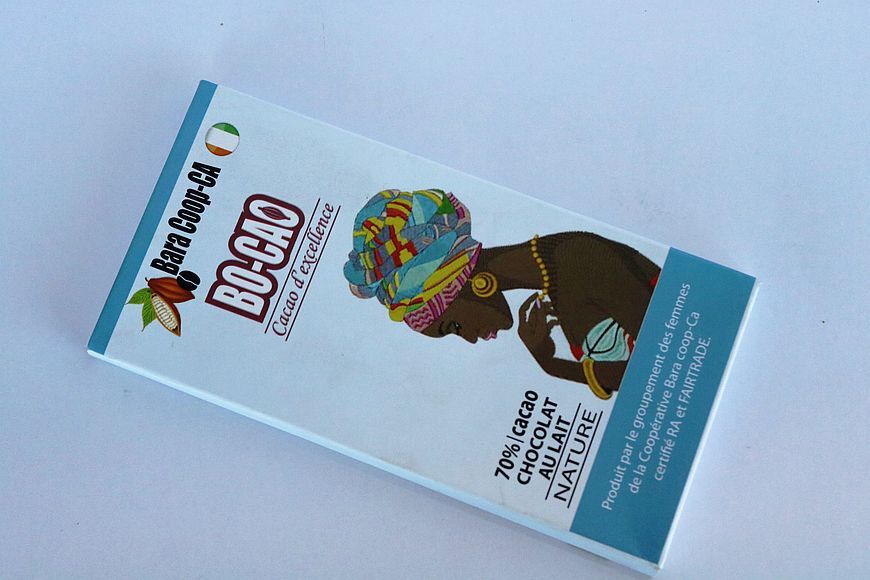 Bara Coop-CA
BO-CAO
Cacao d'excellence
70%|cacao
CHOCOLAT
AU LAIT
NATURE
Produit par le groupement des femmes
de la Coopérative Bara coop-Ca
certifié RA et FAIRTRADE.